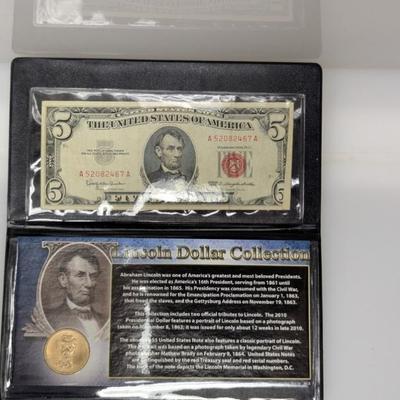 5 THE UNITED STATES OF AMERICA 5
A 52082467 A
A 52082467 A
5 FIVE 5
Lincoln Dollar Collection
Abraham Lincoln was one of America's greatest and most beloved Presidents.
He was elected as America's 16th President, serving from 1861 until
his assassination in 1865. His Presidency was consumed with the Civil War,
and he is renowned for the Emancipation Proclamation on January 1, 1863,
that freed the slaves, and the Gettysburg Address on November 19, 1863.
This collection includes two official tributes to Lincoln. The 2010
Presidential Dollar features a portrait of Lincoln based on a photograph
taken on November 8, 1863; it was issued for only about 12 weeks in late 2010.
The United States Note also features a classic portrait of Lincoln.
The portrait was based on a photograph taken by legendary Civil War
photographer Mathew Brady on February 9, 1864. United States Notes
are distinguished by the red Treasury seal and red serial numbers.
The back of the note depicts the Lincoln Memorial in Washington, D.C.